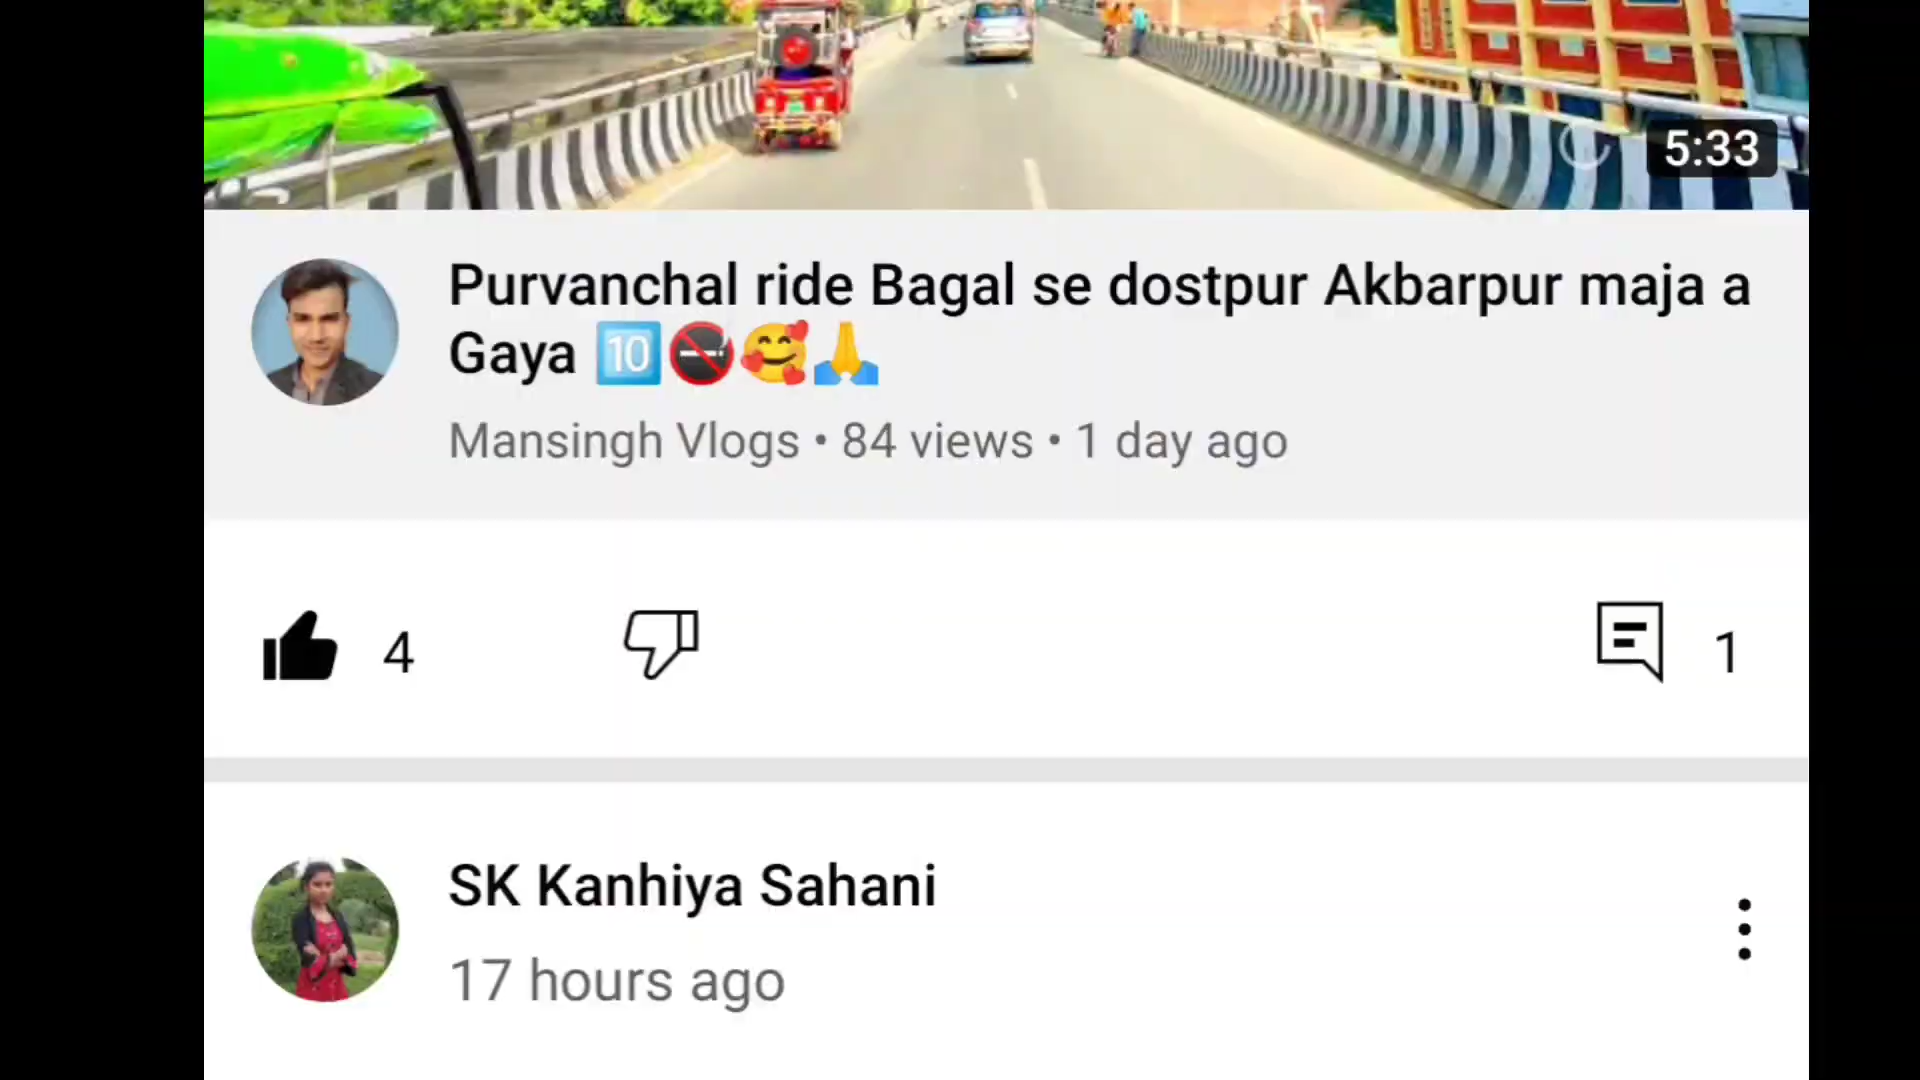 5:33
Purvanchal ride Bagal se dostpur Akbarpur maja a
Gaya 🔟🚭🥰🙏
Mansingh Vlogs • 84 views • 1 day ago
4
1
SK Kanhiya Sahani
17 hours ago